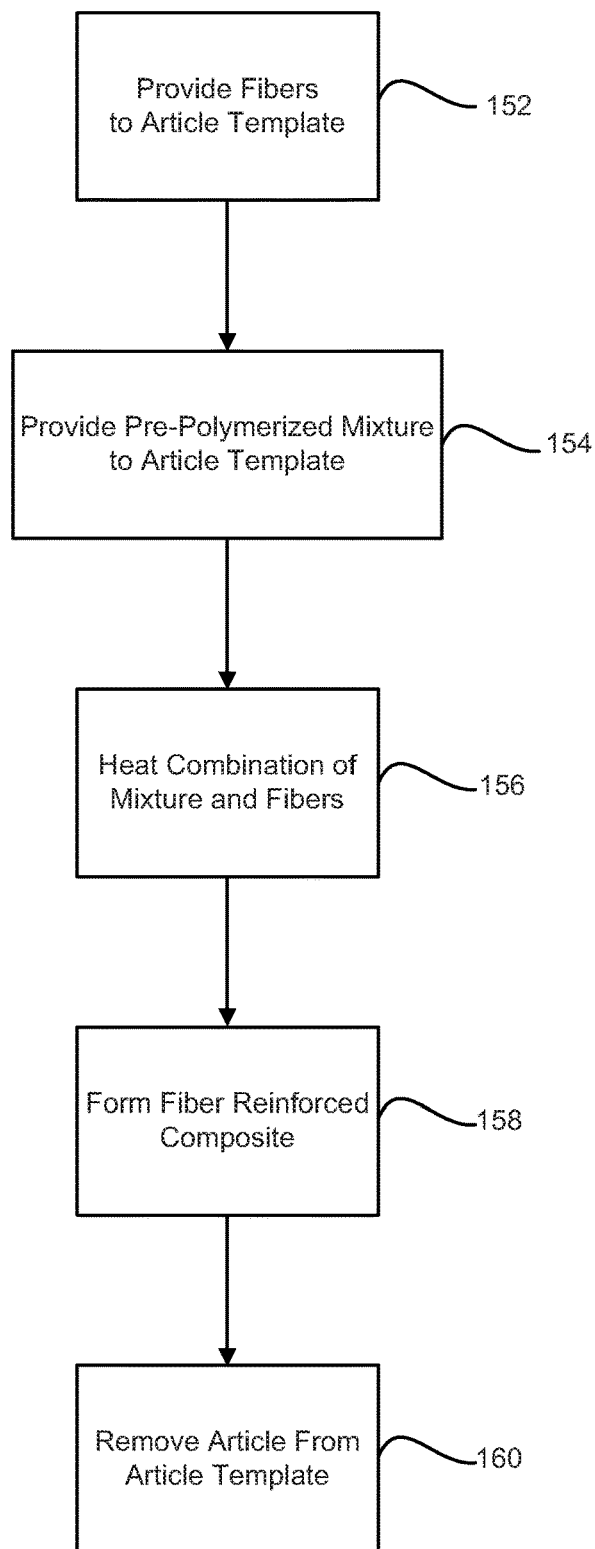 Provide Fibers
to Article Template
152
Provide Pre-Polymerized Mixture
to Article Template
154
Heat Combination of
Mixture and Fibers
156
Form Fiber Reinforced
Composite
158
Remove Article From
Article Template
160